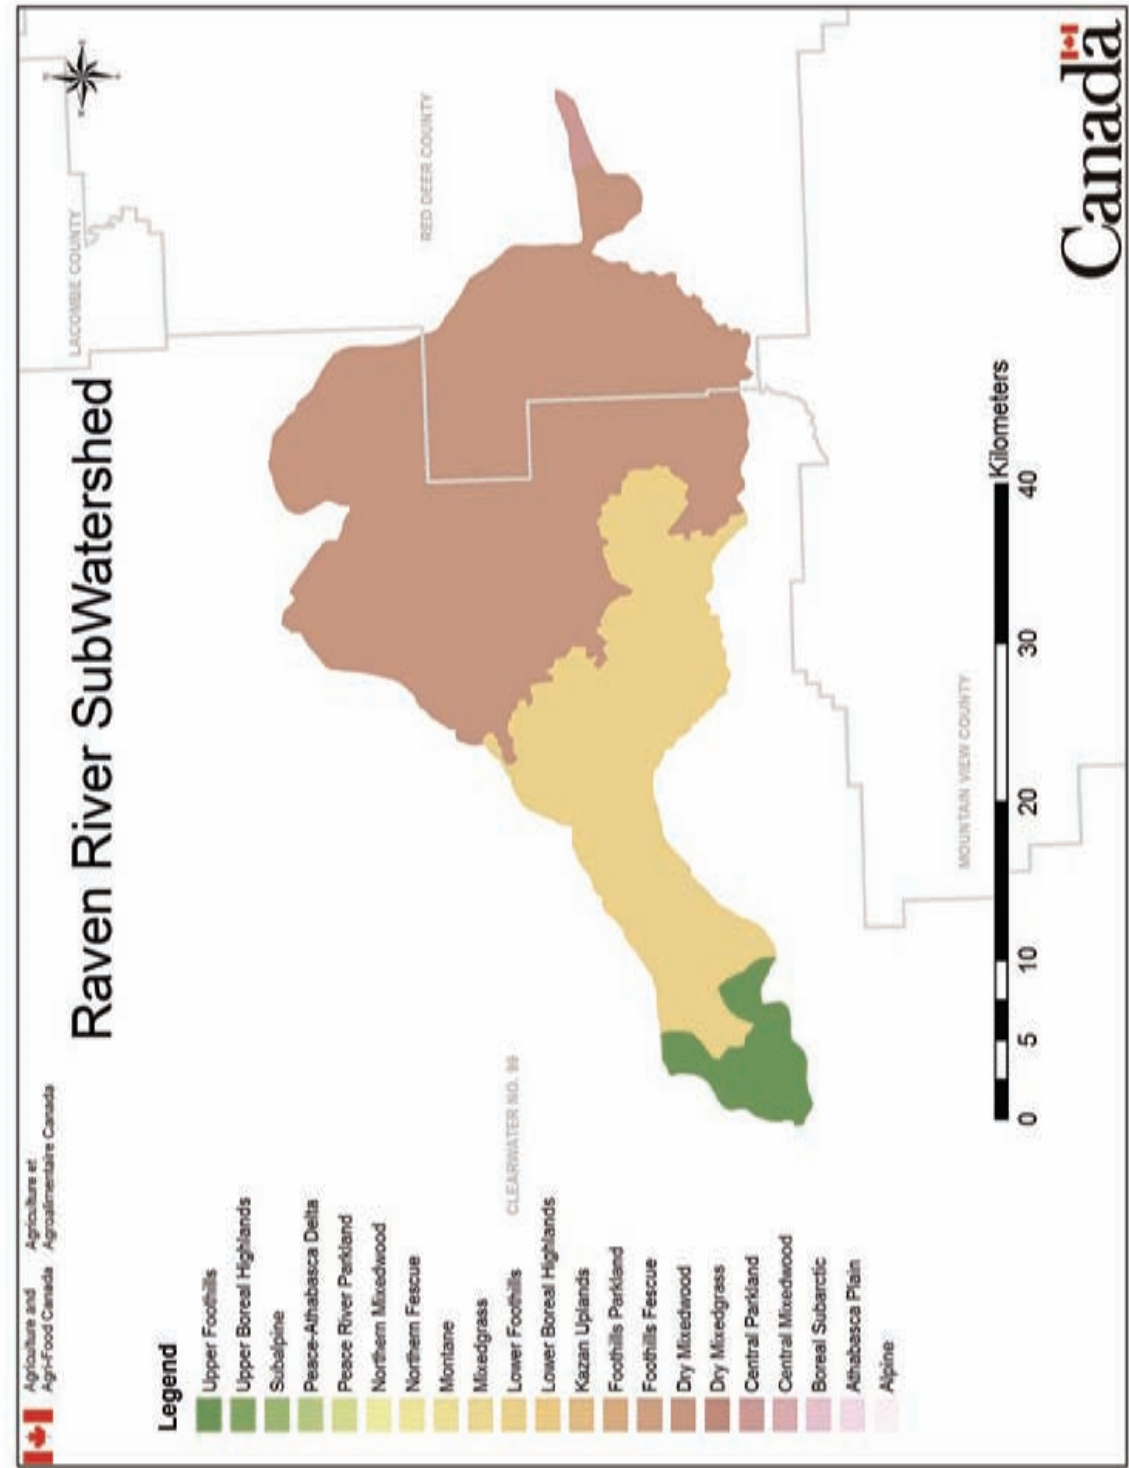 Agriculture and
Agri-Food Canada
Agriculture et
Agroalimentaire Canada
Raven River SubWatershed
LACOMBE COUNTY
RED DEER COUNTY
CLEARWATER NO. 99
MOUNTAIN VIEW COUNTY
Legend
Upper Foothills
Upper Boreal Highlands
Subalpine
Peace-Athabasca Delta
Peace River Parkland
Northern Mixedwood
Northern Fescue
Montane
Mixedgrass
Lower Foothills
Lower Boreal Highlands
Kazan Uplands
Foothills Parkland
Foothills Fescue
Dry Mixedwood
Dry Mixedgrass
Central Parkland
Central Mixedwood
Boreal Subarctic
Athabasca Plain
Alpine
0 5 10 20 30 40
Kilometers
Canada